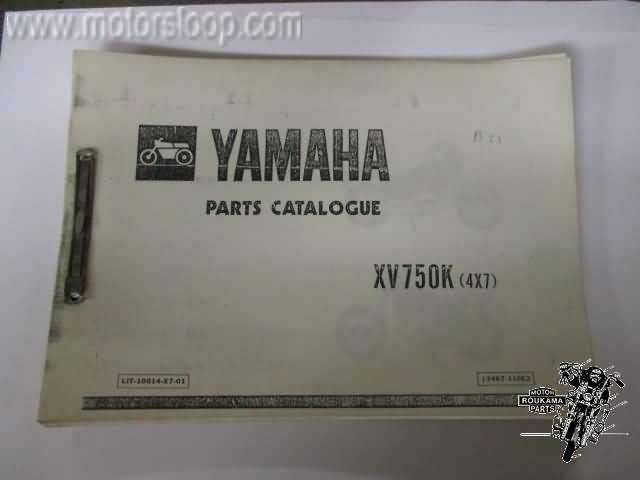 www.motorsloop.com
YAMAHA
PARTS CATALOGUE
XV750K (4X7)
LIT-10014-X7-01
MOTOR
ROUKAMA
PARTS